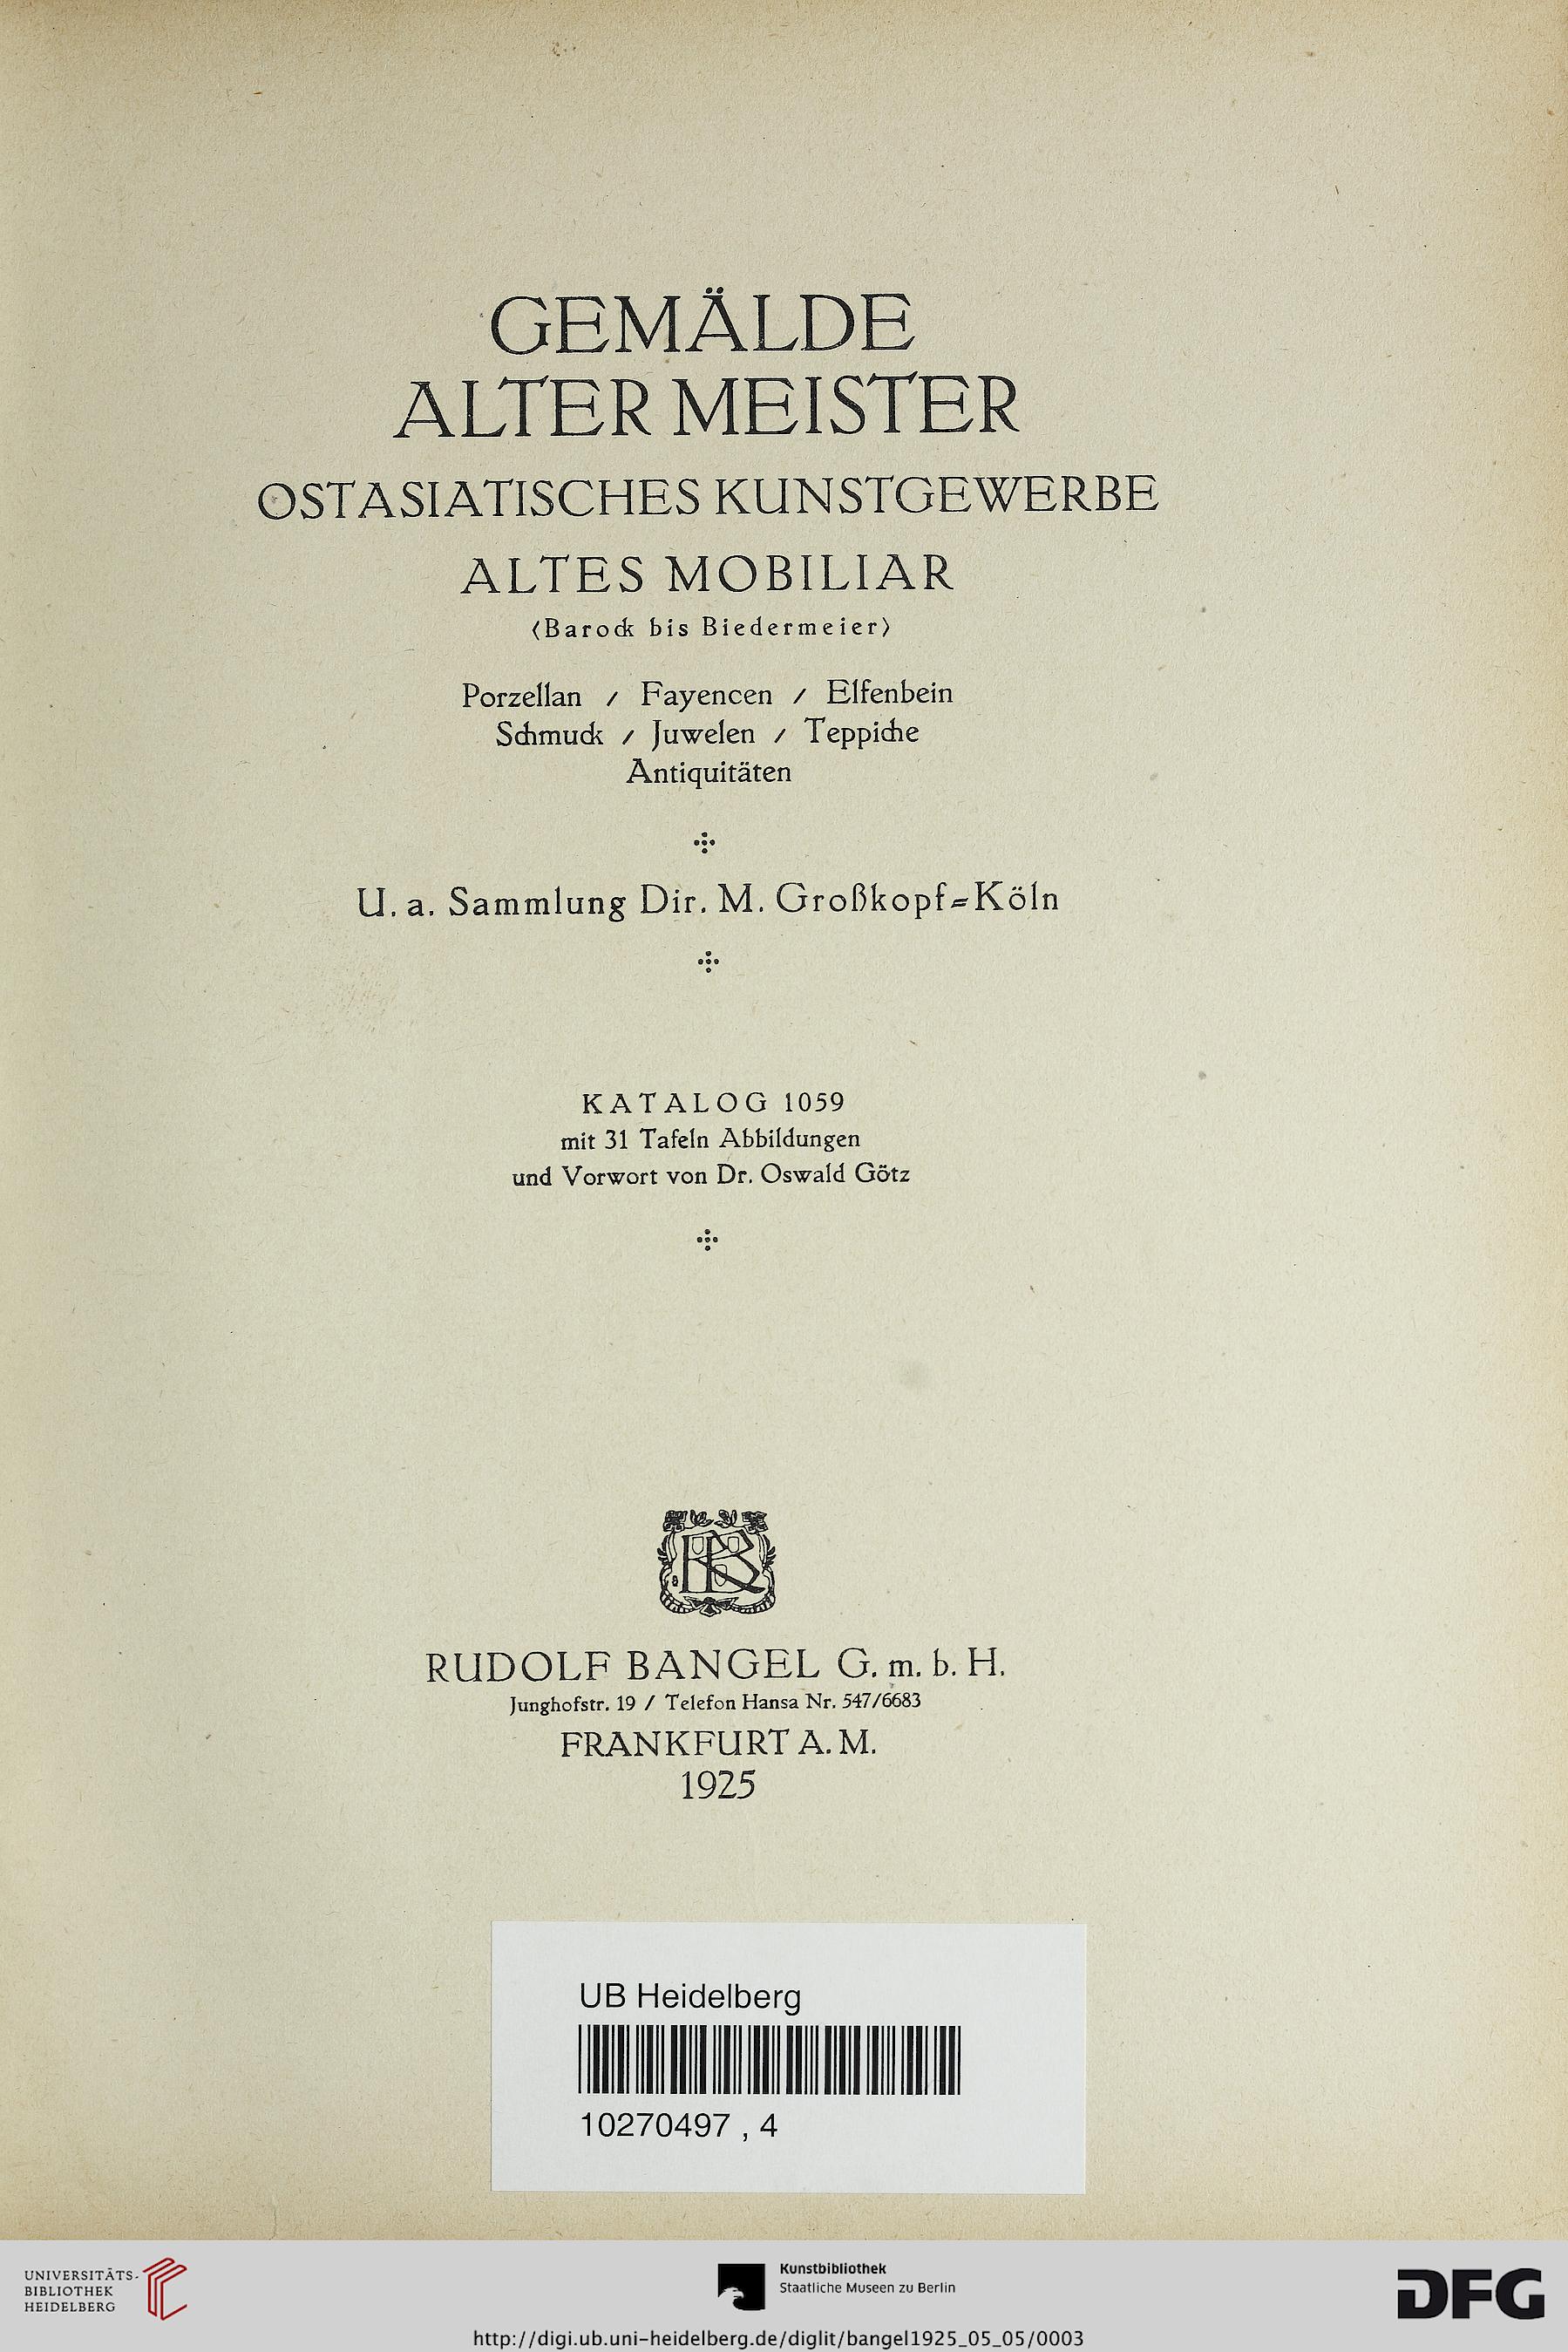 GEMÄLDE
ALTER MEISTER
OSTASIATISCHES KUNSTGEWERBE
ALTES MOBILIAR
(Barock bis Biedermeier)
Porzellan / Fayencen / Elfenbein
Schmuck / Juwelen / Teppiche
Antiquitäten
U. a. Sammlung Dir. M. Großkopf-Köln
KATALOG 1059
mit 31 Tafeln Abbildungen
und Vorwort von Dr. Oswald Götz
RB
RUDOLF BANGEL G. m. b. H.
Junghofstr. 19 / Telefon Hansa Nr. 547/6683
FRANKFURT A. M.
1925
UB Heidelberg
10270497 , 4
UNIVERSITÄTS-
BIBLIOTHEK
HEIDELBERG
Kunstbibliothek
Staatliche Museen zu Berlin
DFG
http://digi.ub.uni-heidelberg.de/diglit/bangel1925_05_05/0003